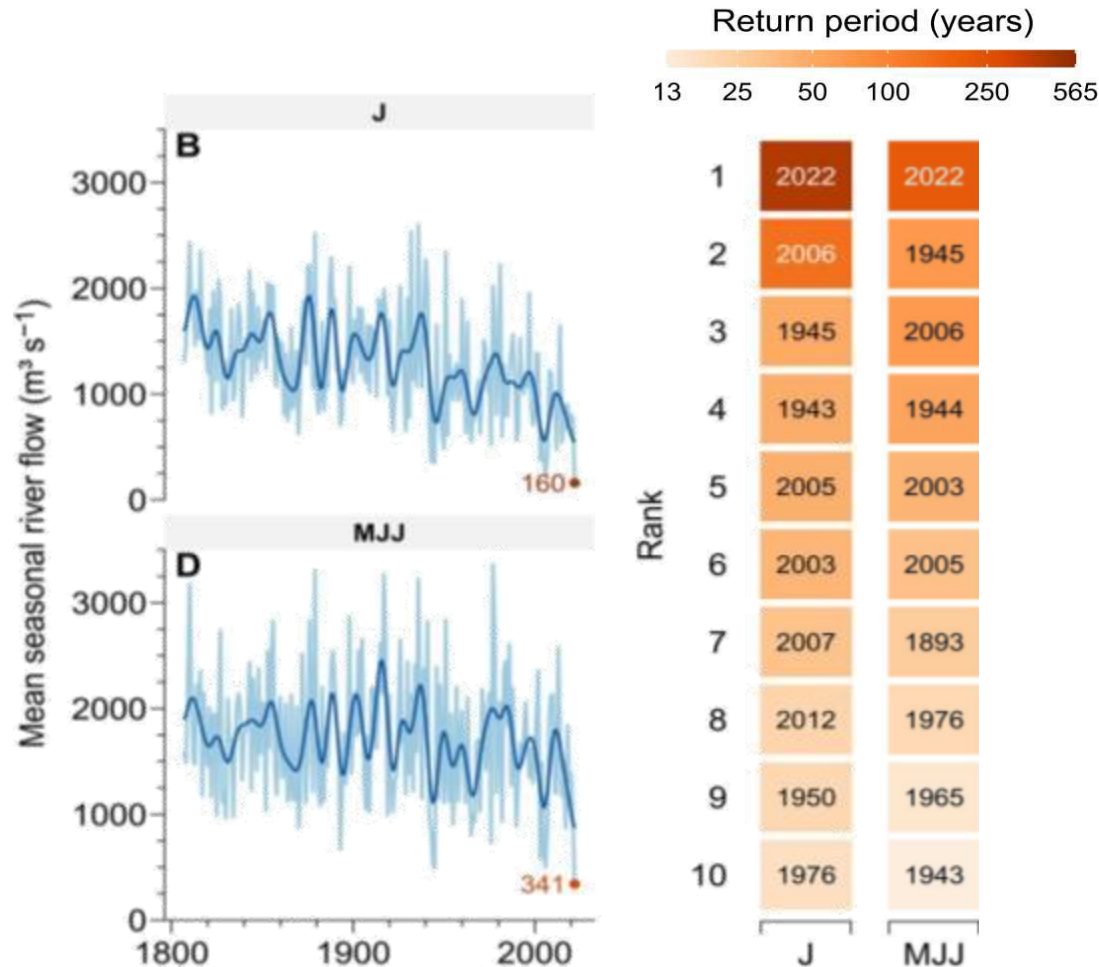 Return period (years)
13 25 50 100 250 565
J
B
3000
2000
1000
0
160
MJJ
D
3000
2000
1000
0
341
1800 1900 2000
Mean seasonal river flow (m³ s⁻¹)
Rank
1 2022 2022
2 2006 1945
3 1945 2006
4 1943 1944
5 2005 2003
6 2003 2005
7 2007 1893
8 2012 1976
9 1950 1965
10 1976 1943
J MJJ